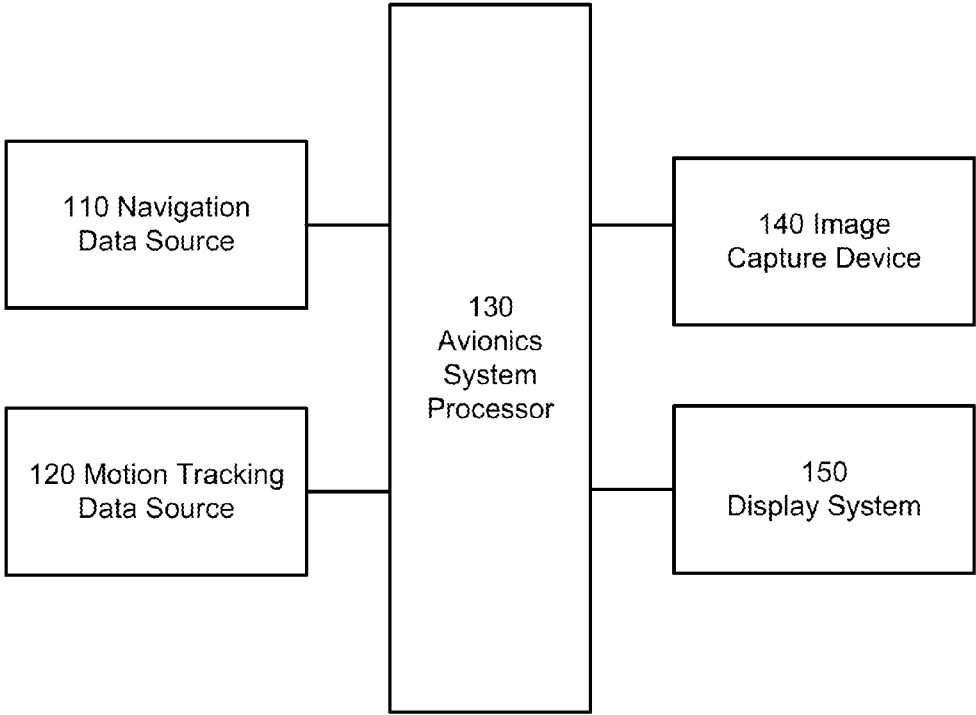 110 Navigation
Data Source
120 Motion Tracking
Data Source
130
Avionics
System
Processor
140 Image
Capture Device
150
Display System